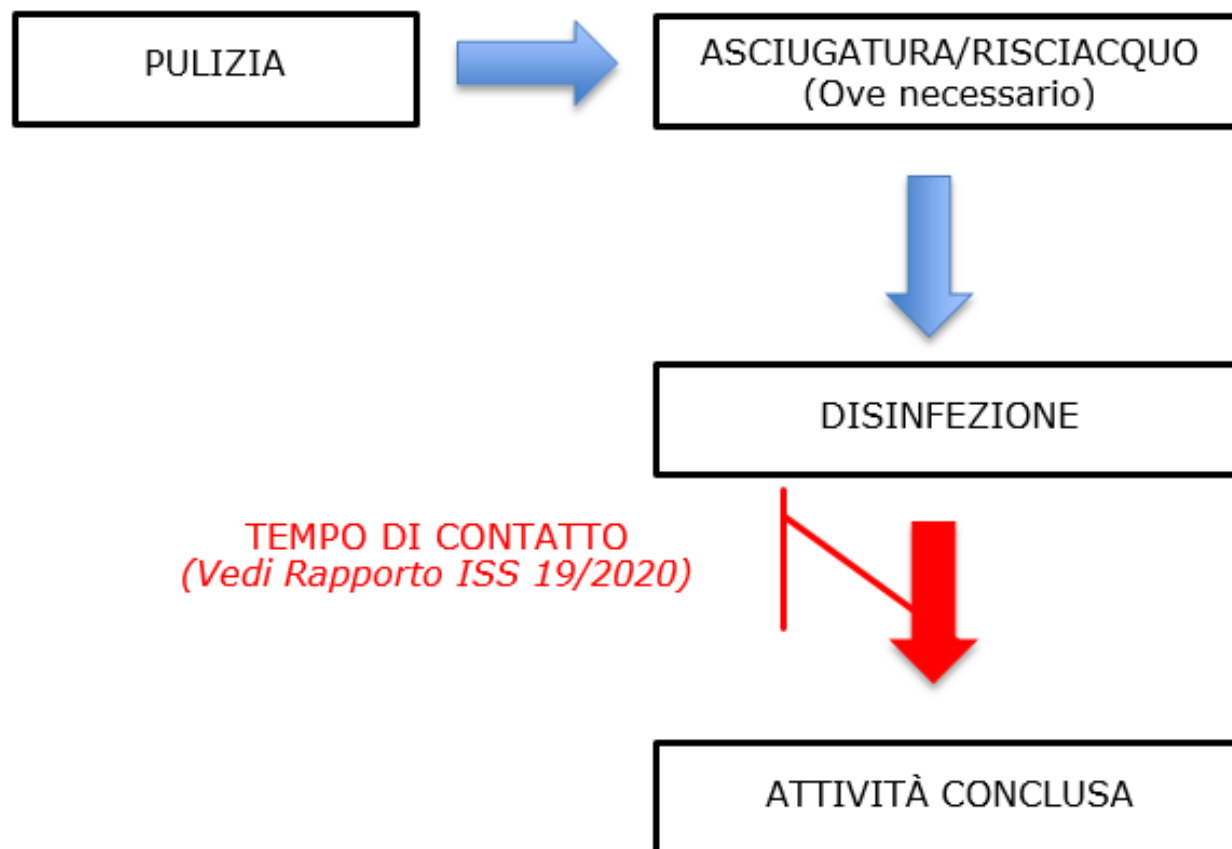 PULIZIA
ASCIUGATURA/RISCIACQUO
(Ove necessario)
DISINFEZIONE
TEMPO DI CONTATTO
(Vedi Rapporto ISS 19/2020)
ATTIVITÀ CONCLUSA